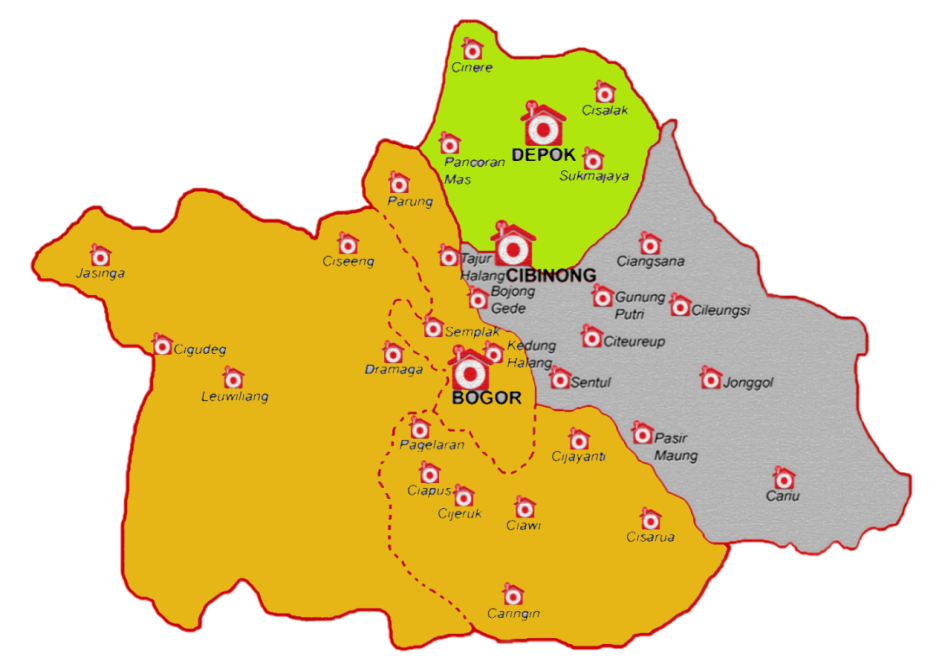 Cinere
Cisalak
DEPOK
Pancoran
Mas
Sukmajaya
Parung
Jasinga
Ciseeng
Tajur
Halang
CIBINONG
Ciangsana
Bojong
Gede
Gunung
Putri
Cileungsi
Semplak
Cigudeg
Kedung
Halang
Citeureup
Dramaga
Leuwiliang
BOGOR
Sentul
Jonggol
Pagelaran
Cijayanti
Pasir
Maung
Ciapus
Cijeruk
Ciawi
Cisarua
Cariu
Caringin